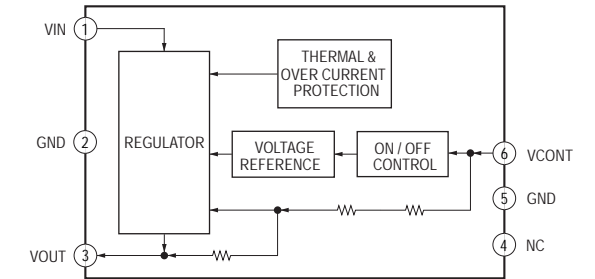 VIN 1
THERMAL &
OVER CURRENT
PROTECTION
GND 2
REGULATOR
VOLTAGE
REFERENCE
ON / OFF
CONTROL
6 VCONT
5 GND
4 NC
VOUT 3